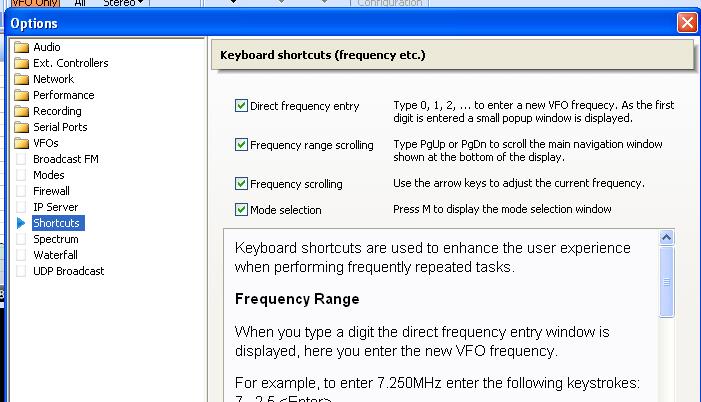 VFO Only All Stereo Configuration
Options
Audio
Ext. Controllers
Network
Performance
Recording
Serial Ports
VFOs
Broadcast FM
Modes
Firewall
IP Server
Shortcuts
Spectrum
Waterfall
UDP Broadcast
Keyboard shortcuts (frequency etc.)
Direct frequency entry
Type 0, 1, 2, ... to enter a new VFO frequecy. As the first
digit is entered a small popup window is displayed.
Frequency range scrolling
Type PgUp or PgDn to scroll the main navigation window
shown at the bottom of the display.
Frequency scrolling
Use the arrow keys to adjust the current frequency.
Mode selection
Press M to display the mode selection window
Keyboard shortcuts are used to enhance the user experience
when performing frequently repeated tasks.
Frequency Range
When you type a digit the direct frequency entry window is
displayed, here you enter the new VFO frequency.
For example, to enter 7.250MHz enter the following keystrokes: